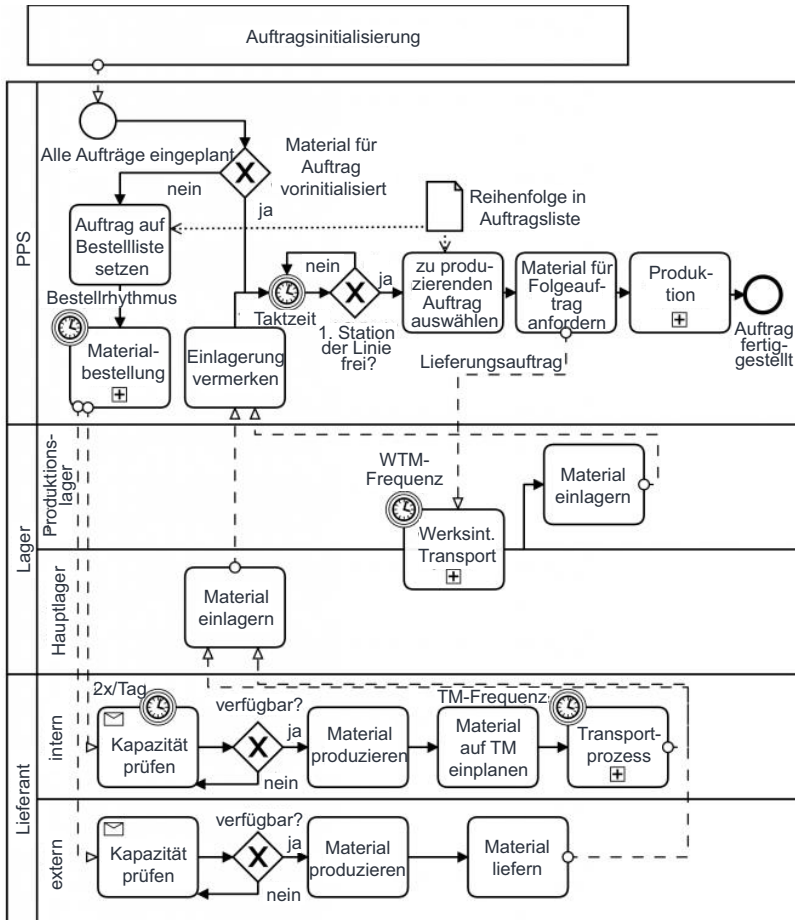 Auftragsinitialisierung
PPS
Alle Aufträge eingeplant
Material für
Auftrag
vorinitialisiert
nein
ja
Auftrag auf
Bestellliste
setzen
Reihenfolge in
Auftragsliste
Bestellrhythmus
Material-
bestellung
Einlagerung
vermerken
nein
Taktzeit
ja
1. Station
der Linie
frei?
zu produ-
zierenden
Auftrag
auswählen
Material für
Folgeauf-
trag
anfordern
Produk-
tion
Auftrag
fertig-
gestellt
Lieferungsauftrag
Lager
Produktions-
lager
WTM-
Frequenz
Werksint.
Transport
Material
einlagern
Hauptlager
Material
einlagern
Lieferant
intern
2x/Tag
Kapazität
prüfen
verfügbar?
ja
nein
Material
produzieren
Material
auf TM
einplanen
TM-Frequenz
Transport-
prozess
extern
Kapazität
prüfen
verfügbar?
ja
nein
Material
produzieren
Material
liefern